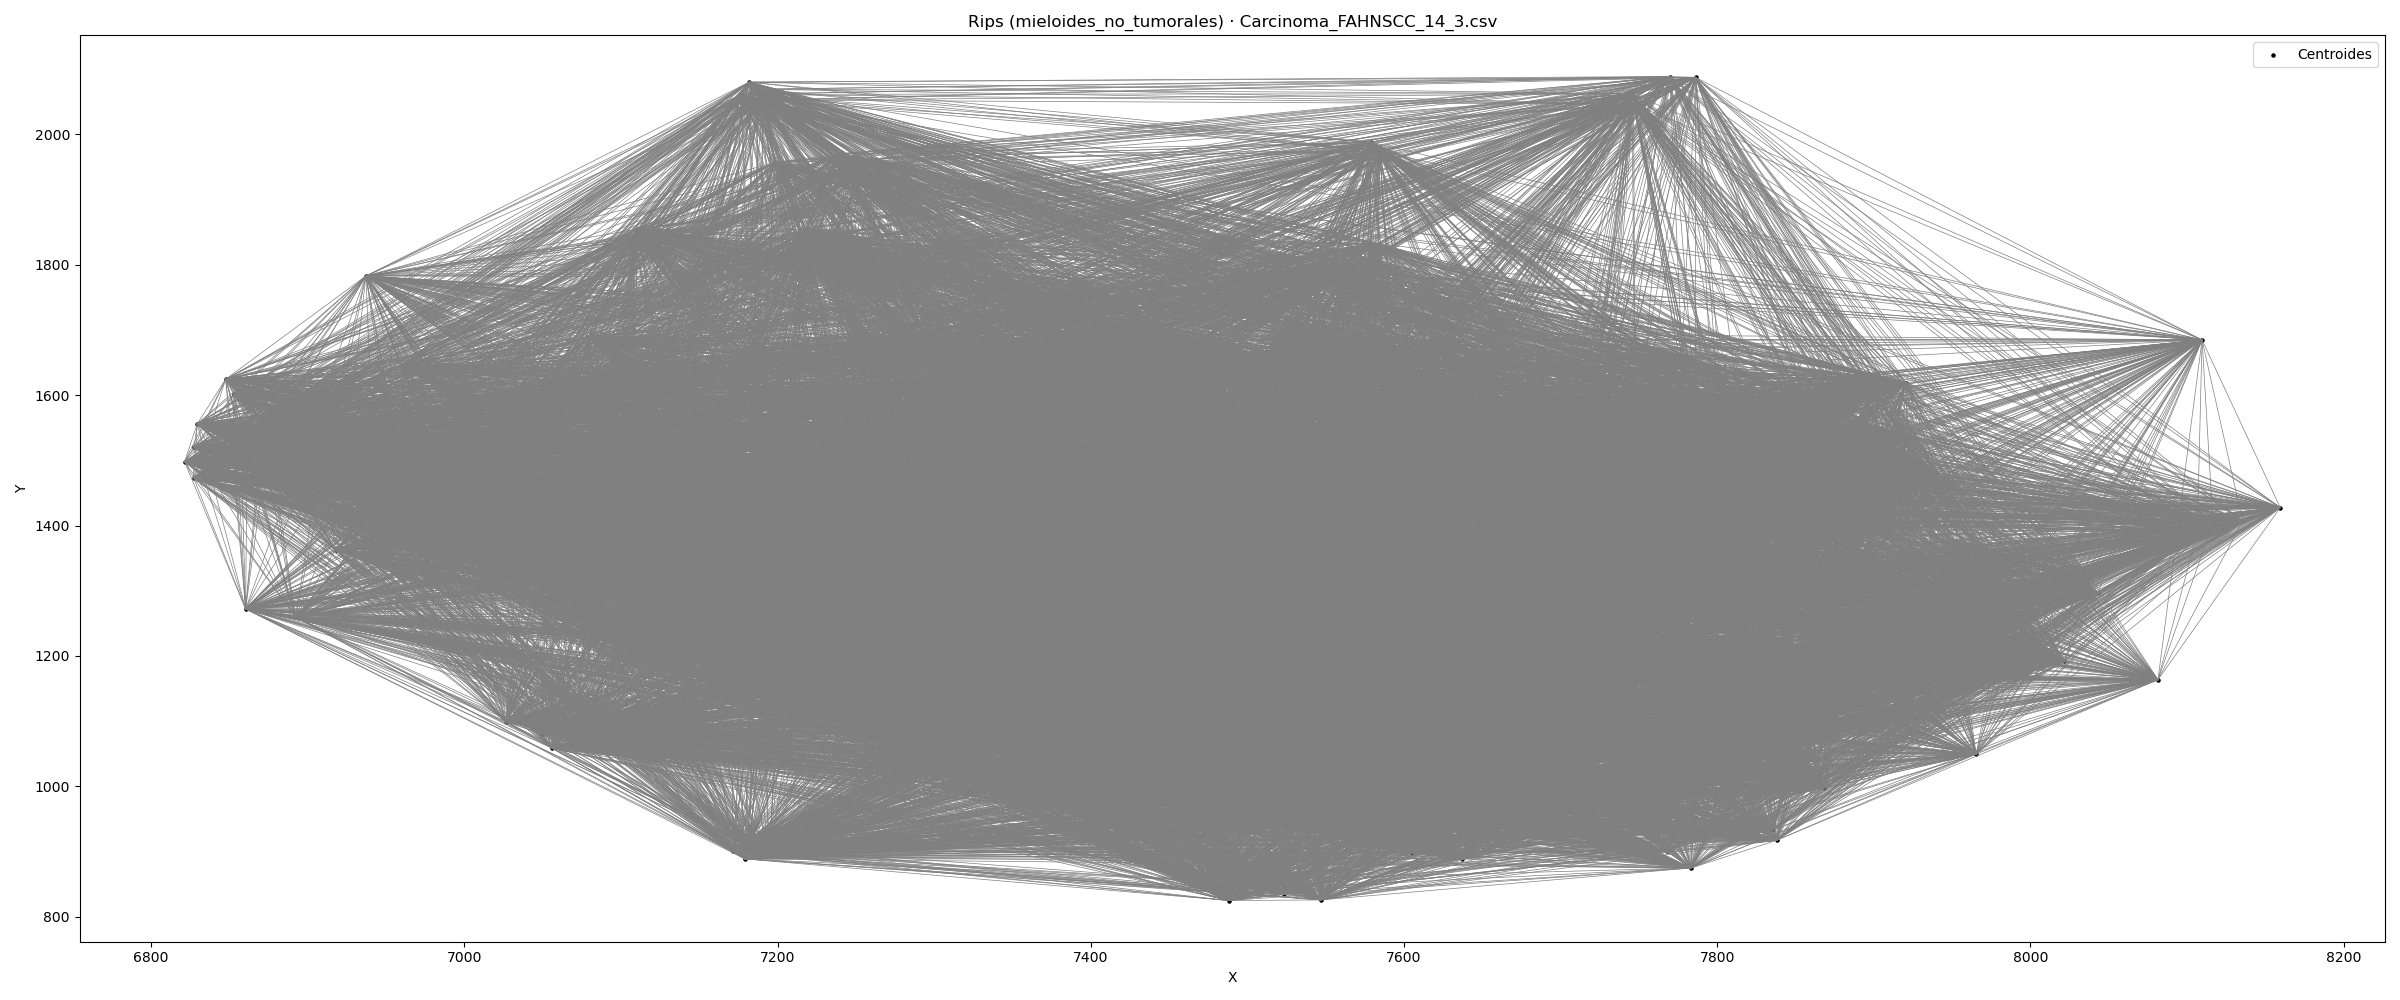 Rips (mieloides_no_tumorales) · Carcinoma_FAHNSCC_14_3.csv
Centroides
2000
1800
1600
1400
1200
1000
800
Y
6800 7000 7200 7400 7600 7800 8000 8200
X